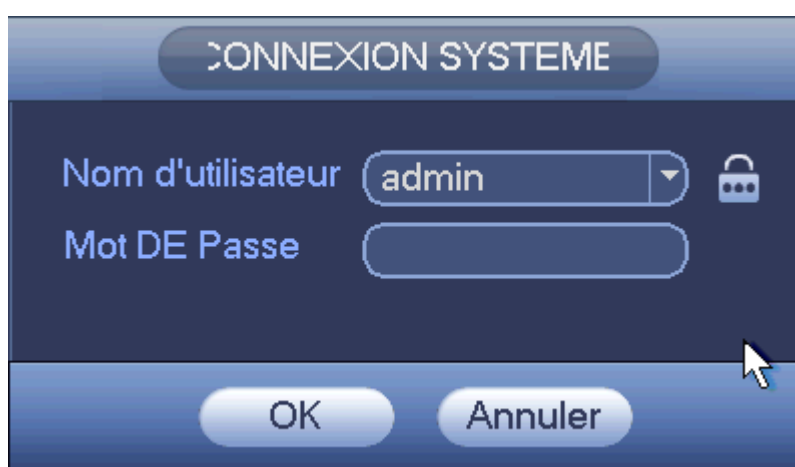 CONNEXION SYSTEME
Nom d'utilisateur admin
Mot DE Passe
OK Annuler